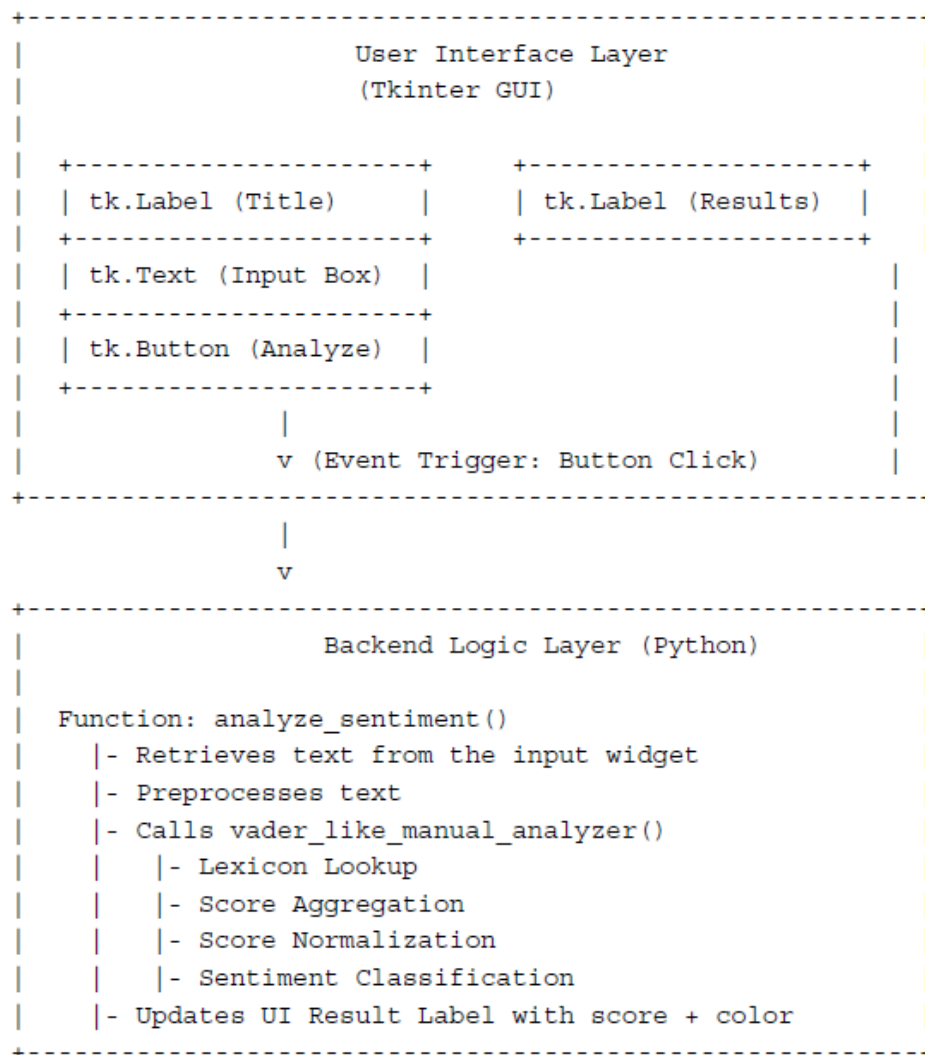 User Interface Layer
(Tkinter GUI)
tk.Label (Title)
tk.Label (Results)
tk.Text (Input Box)
tk.Button (Analyze)
v (Event Trigger: Button Click)
v
Backend Logic Layer (Python)
Function: analyze_sentiment()
|- Retrieves text from the input widget
|- Preprocesses text
|- Calls vader_like_manual_analyzer()
|- Lexicon Lookup
|- Score Aggregation
|- Score Normalization
|- Sentiment Classification
|- Updates UI Result Label with score + color